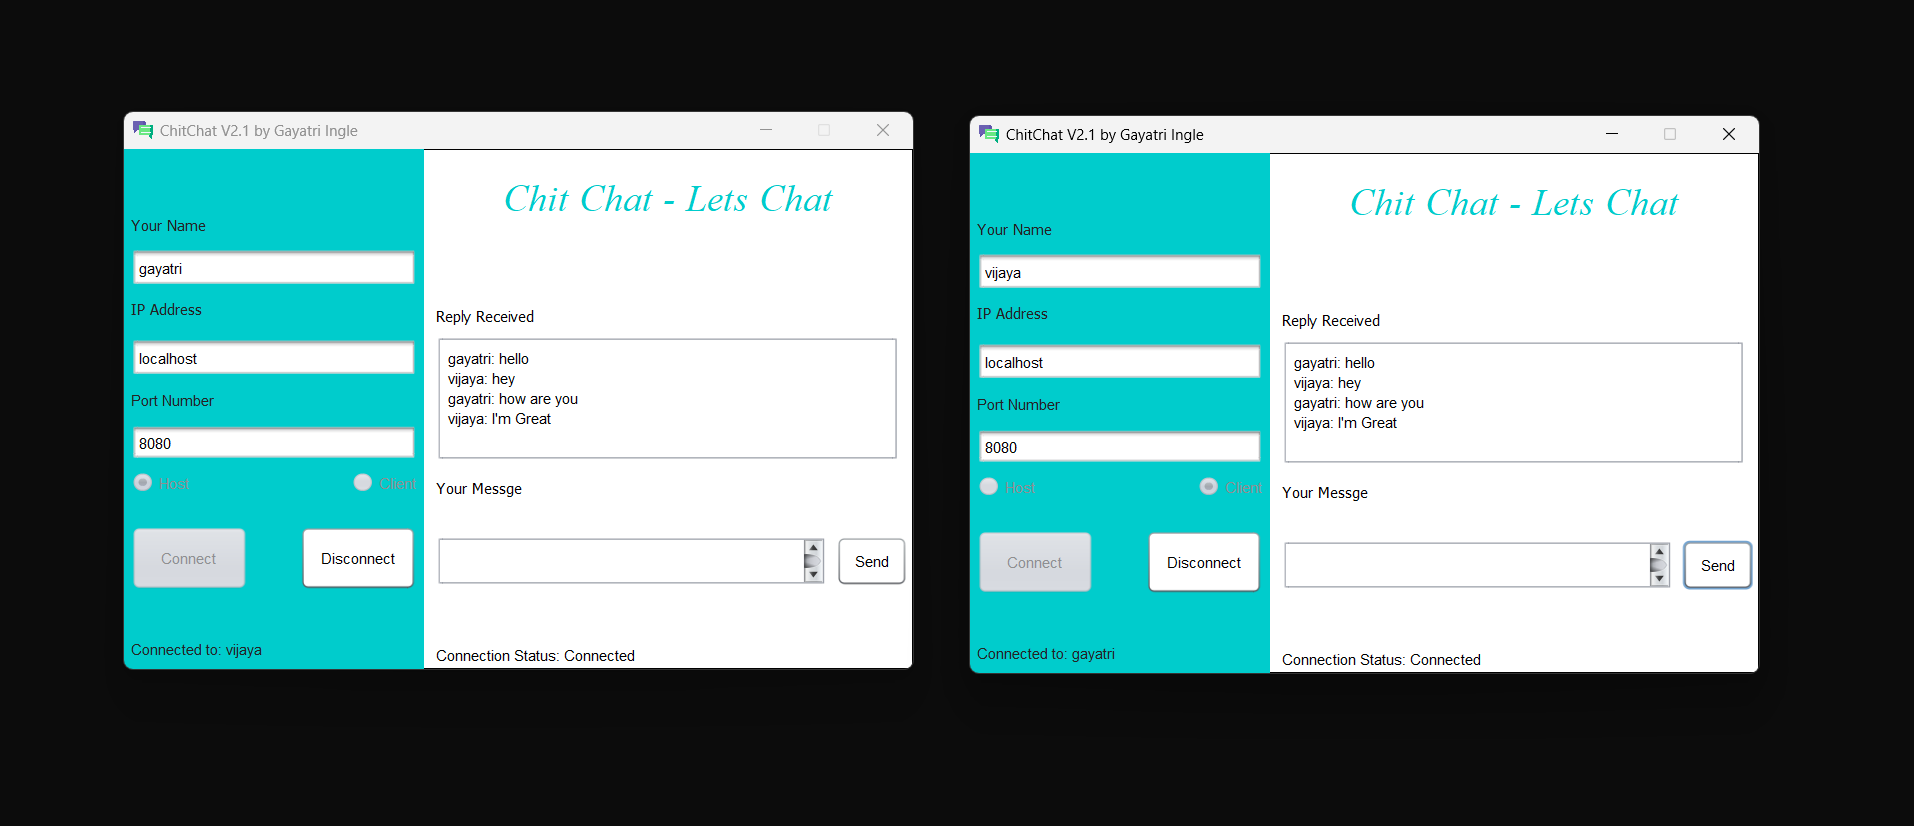 ChitChat V2.1 by Gayatri Ingle
Chit Chat - Lets Chat
Your Name
gayatri
IP Address
localhost
Port Number
8080
Host
Client
Connect
Disconnect
Connected to: vijaya
Reply Received
gayatri: hello
vijaya: hey
gayatri: how are you
vijaya: I'm Great
Your Messge
Send
Connection Status: Connected
ChitChat V2.1 by Gayatri Ingle
Chit Chat - Lets Chat
Your Name
vijaya
IP Address
localhost
Port Number
8080
Host
Client
Connect
Disconnect
Connected to: gayatri
Reply Received
gayatri: hello
vijaya: hey
gayatri: how are you
vijaya: I'm Great
Your Messge
Send
Connection Status: Connected